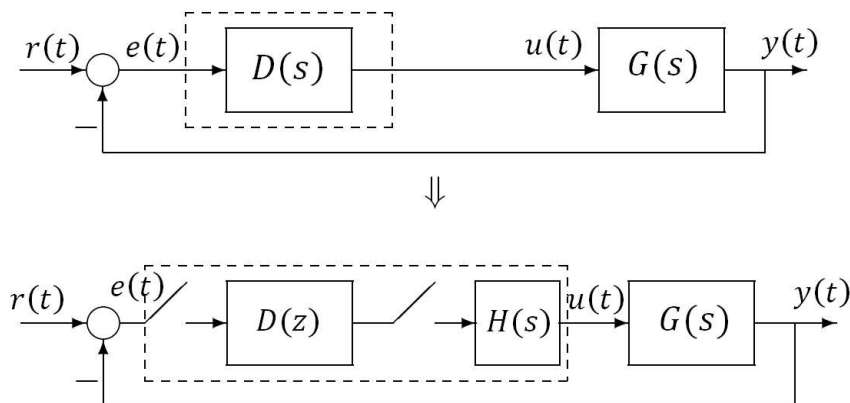 r(t) e(t) D(s) u(t) G(s) y(t)
−
⇓
r(t) e(t) D(z) H(s) u(t) G(s) y(t)
−